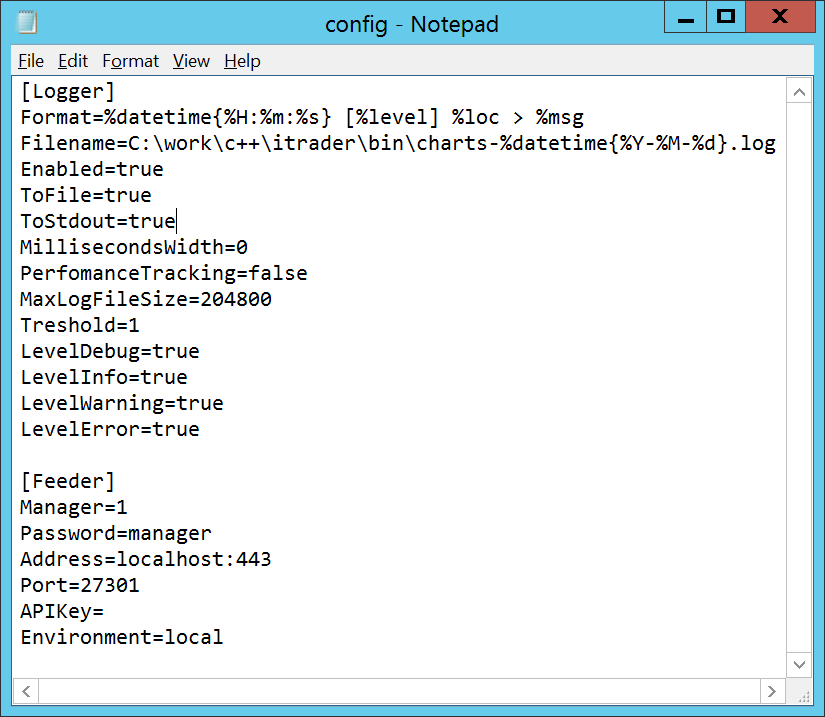 config - Notepad
File Edit Format View Help
[Logger]
Format=%datetime{%H:%m:%s} [%level] %loc > %msg
Filename=C:\work\c++\itrader\bin\charts-%datetime{%Y-%M-%d}.log
Enabled=true
ToFile=true
ToStdout=true
MillisecondsWidth=0
PerfomanceTracking=false
MaxLogFileSize=204800
Treshold=1
LevelDebug=true
LevelInfo=true
LevelWarning=true
LevelError=true

[Feeder]
Manager=1
Password=manager
Address=localhost:443
Port=27301
APIKey=
Environment=local